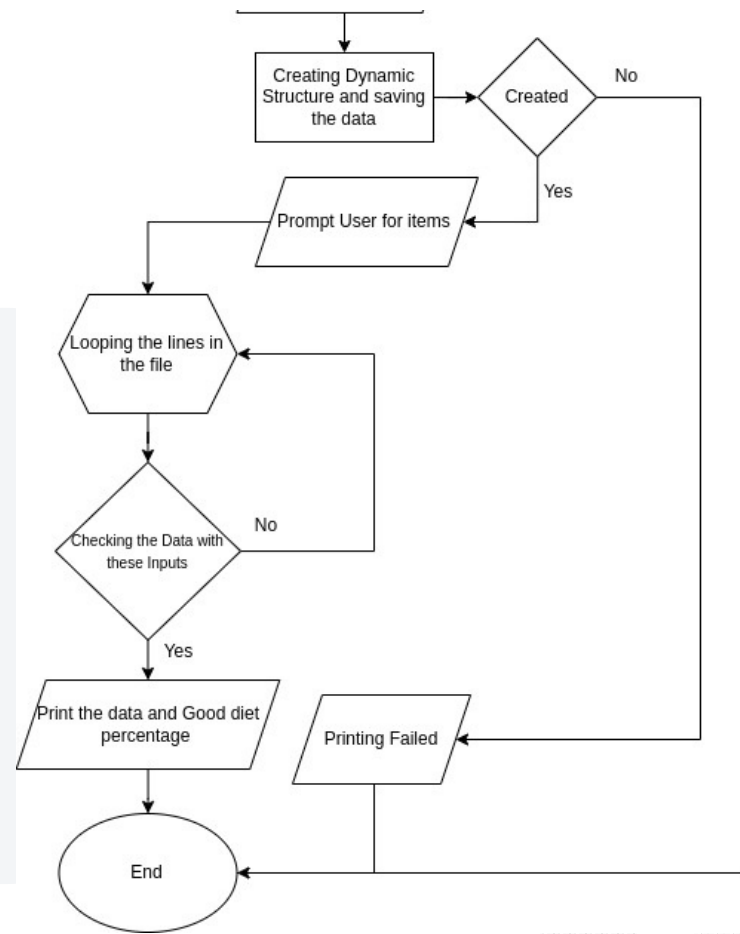 Creating Dynamic
Structure and saving
the data
Created
No
Yes
Prompt User for items
Looping the lines in
the file
Checking the Data with
these Inputs
No
Yes
Print the data and Good diet
percentage
Printing Failed
End